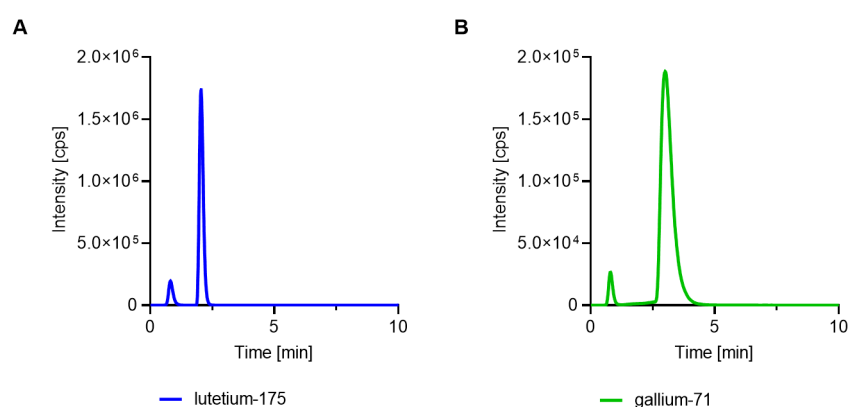 A
B
2.0×10⁶
1.5×10⁶
1.0×10⁶
5.0×10⁵
0
Intensity [cps]
0
5
10
Time [min]
lutetium-175
2.0×10⁵
1.5×10⁵
1.0×10⁵
5.0×10⁴
0
Intensity [cps]
0
5
10
Time [min]
gallium-71